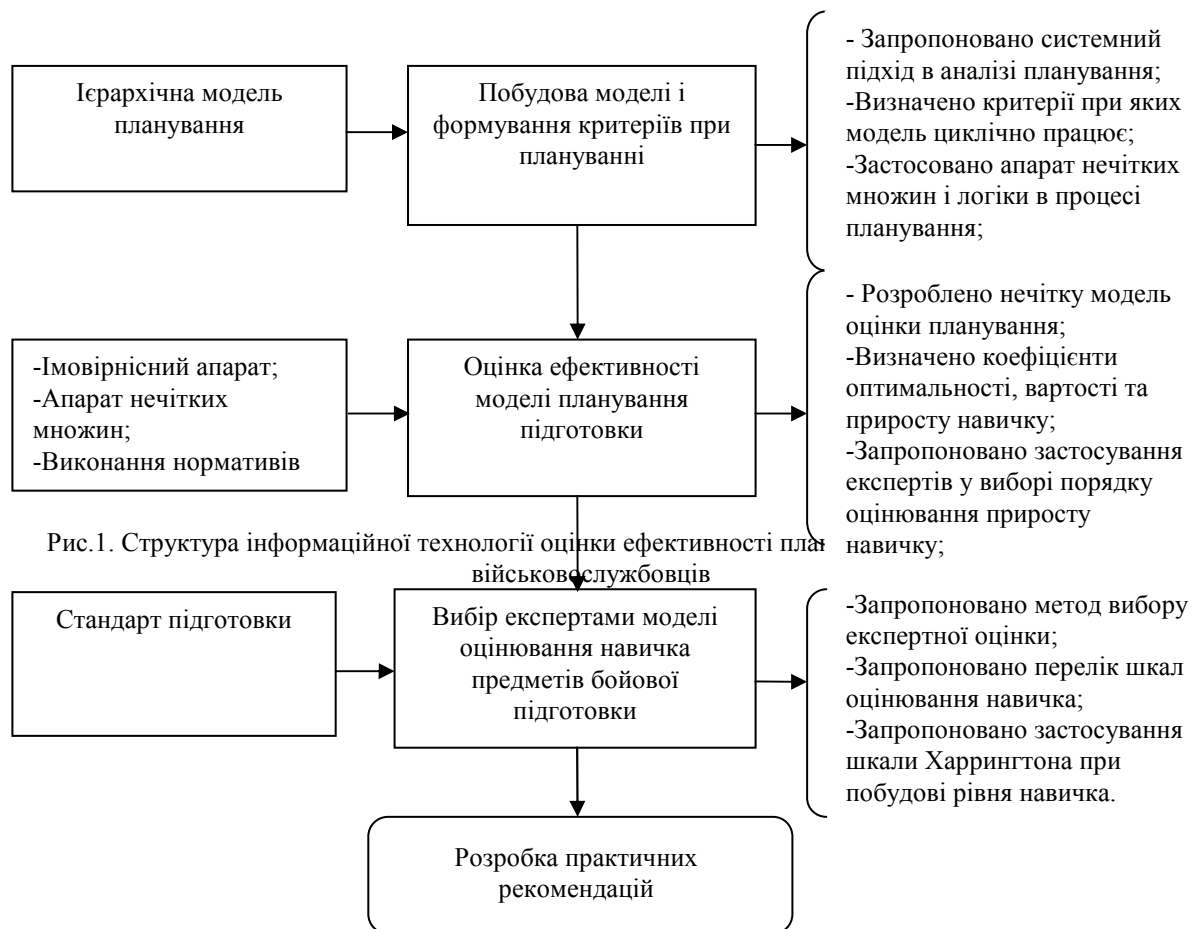 Ієрархічна модель
планування
Побудова моделі і
формування критеріїв при
плануванні
- Запропоновано системний
підхід в аналізі планування;
-Визначено критерії при яких
модель циклічно працює;
-Застосовано апарат нечітких
множин і логіки в процесі
планування;
-Імовірнісний апарат;
-Апарат нечітких
множин;
-Виконання нормативів
Оцінка ефективності
моделі планування
підготовки
- Розроблено нечітку модель
оцінки планування;
-Визначено коефіцієнти
оптимальності, вартості та
приросту навичку;
-Запропоновано застосування
експертів у виборі порядку
оцінювання приросту
навичку;
Рис.1. Структура інформаційної технології оцінки ефективності
військовослужбовців
Стандарт підготовки
Вибір експертами моделі
оцінювання навичка
предметів бойової
підготовки
-Запропоновано метод вибору
експертної оцінки;
-Запропоновано перелік шкал
оцінювання навичка;
-Запропоновано застосування
шкали Харрингтона при
побудові рівня навичка.
Розробка практичних
рекомендацій